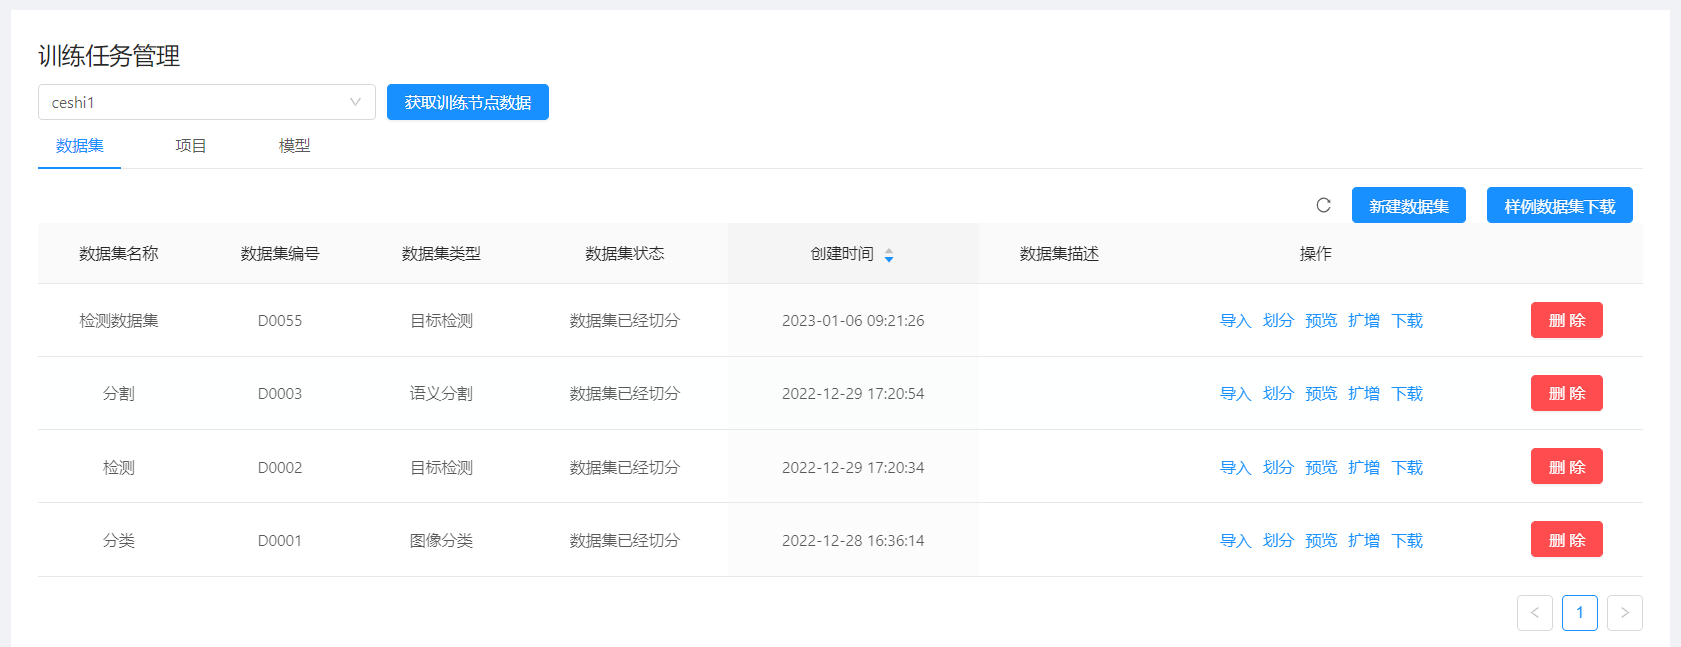 训练任务管理
ceshi1 获取训练节点数据
数据集 项目 模型
新建数据集 样例数据集下载
数据集名称 数据集编号 数据集类型 数据集状态 创建时间 数据集描述 操作
检测数据集 D0055 目标检测 数据集已经切分 2023-01-06 09:21:26 导入 划分 预览 扩增 下载 删 除
分割 D0003 语义分割 数据集已经切分 2022-12-29 17:20:54 导入 划分 预览 扩增 下载 删 除
检测 D0002 目标检测 数据集已经切分 2022-12-29 17:20:34 导入 划分 预览 扩增 下载 删 除
分类 D0001 图像分类 数据集已经切分 2022-12-28 16:36:14 导入 划分 预览 扩增 下载 删 除
< 1 >